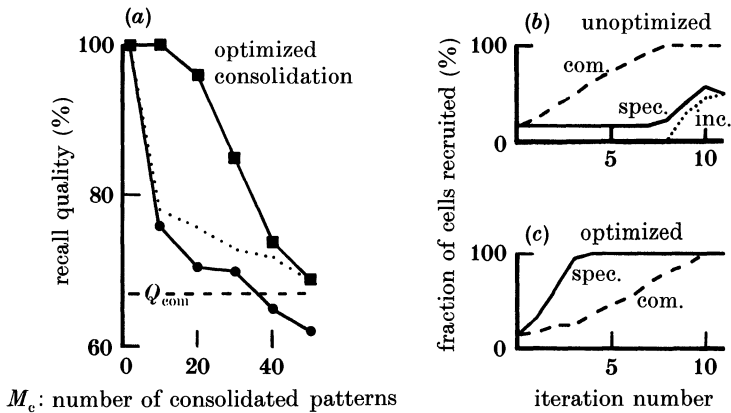 (a)
100
80
60
recall quality (%)
optimized
consolidation
Q_com
0
20
40
M_c: number of consolidated patterns
fraction of cells recruited (%)
(b) unoptimized
100
0
com.
spec.
inc.
5
10
(c) optimized
100
0
spec.
com.
0
5
10
iteration number